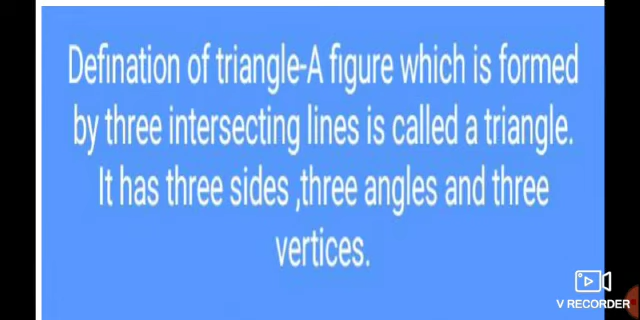 Defination of triangle-A figure which is formed
by three intersecting lines is called a triangle.
It has three sides ,three angles and three
vertices.
V RECORDER